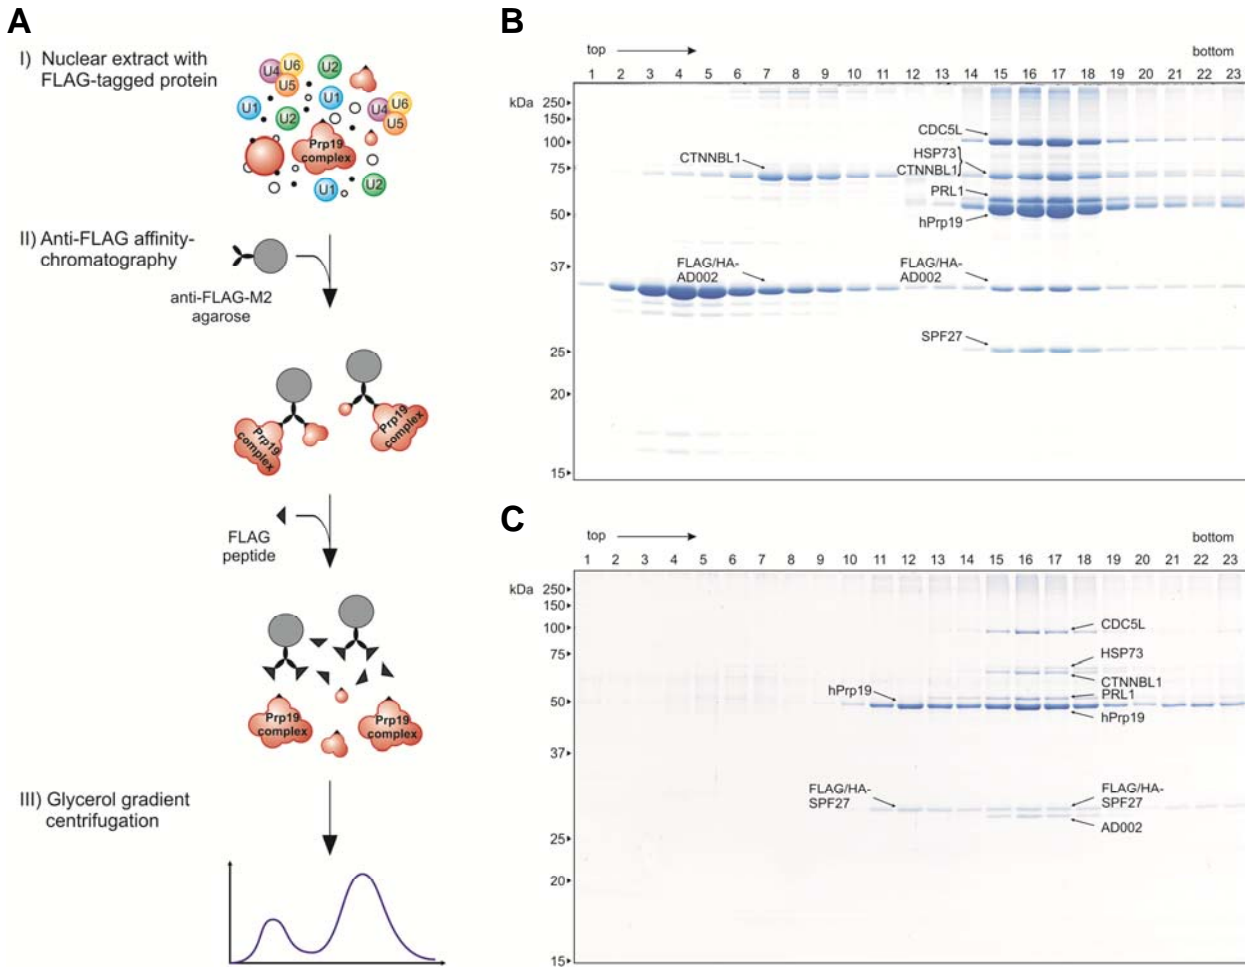 A
I) Nuclear extract with
FLAG-tagged protein
U4
U6
U5
U2
U1
U1
U2
U4
U6
U5
Prp19
complex
U1
U2
II) Anti-FLAG affinity-
chromatography
anti-FLAG-M2
agarose
Prp19
complex
Prp19
complex
FLAG
peptide
Prp19
complex
Prp19
complex
III) Glycerol gradient
centrifugation
B
top
bottom
1 2 3 4 5 6 7 8 9 10 11 12 13 14 15 16 17 18 19 20 21 22 23
kDa
250
150
100
75
50
37
25
20
15
CTNNBL1
FLAG/HA-
AD002
CDC5L
HSP73
CTNNBL1
PRL1
hPrp19
FLAG/HA-
AD002
SPF27
C
top
bottom
1 2 3 4 5 6 7 8 9 10 11 12 13 14 15 16 17 18 19 20 21 22 23
kDa
250
150
100
75
50
37
25
20
15
hPrp19
FLAG/HA-
SPF27
CDC5L
HSP73
CTNNBL1
PRL1
hPrp19
FLAG/HA-
SPF27
AD002